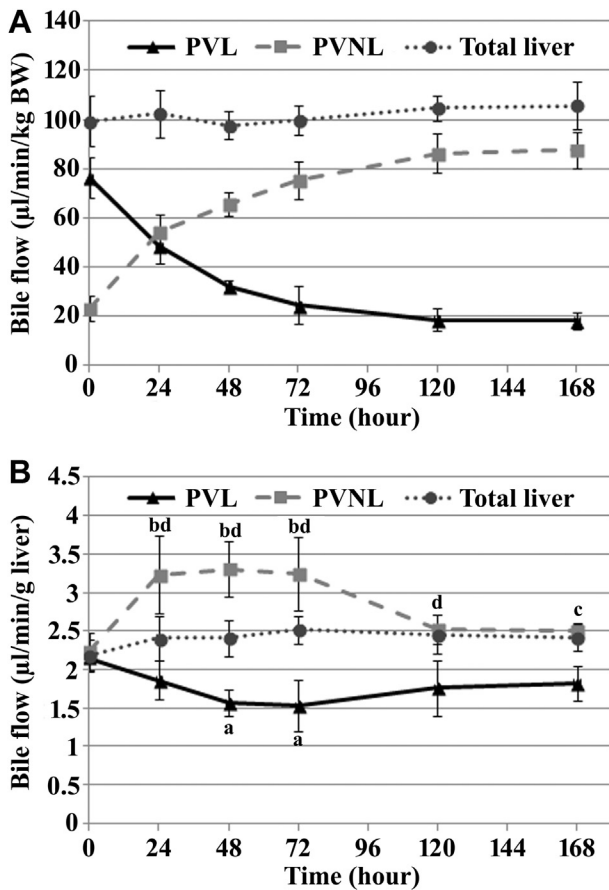 A
PVL PVNL Total liver
Bile flow (µl/min/kg BW)
140
120
100
80
60
40
20
0
0 24 48 72 96 120 144 168
Time (hour)
B
PVL PVNL Total liver
Bile flow (µl/min/g liver)
4.5
4
3.5
3
2.5
2
1.5
1
0.5
0
bd bd bd
d c
a a
0 24 48 72 96 120 144 168
Time (hour)